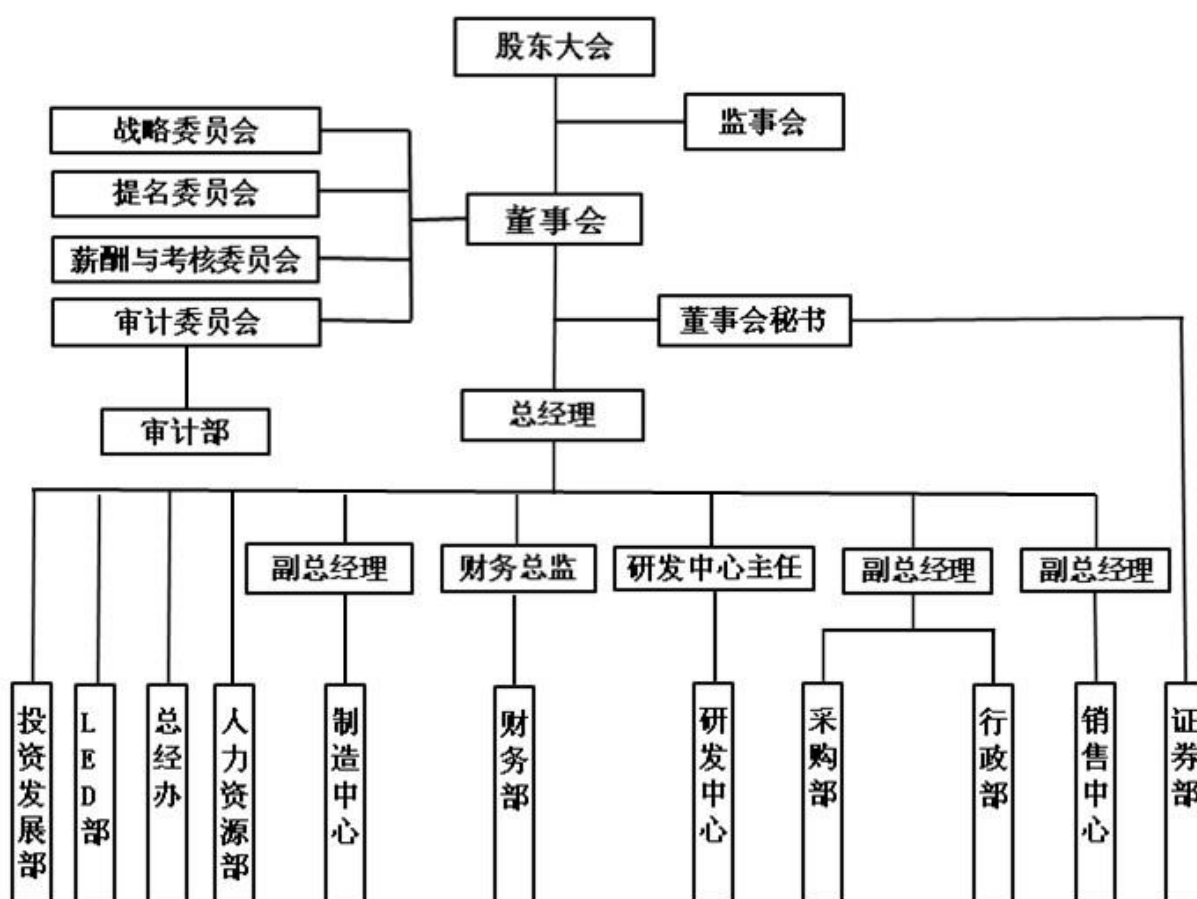 股东大会
监事会
战略委员会
提名委员会
董事会
薪酬与考核委员会
审计委员会
董事会秘书
总经理
审计部
副总经理
财务总监
研发中心主任
副总经理
副总经理
投资发展部
LED部
总经办
人力资源部
制造中心
财务部
研发中心
采购部
行政部
销售中心
证券部